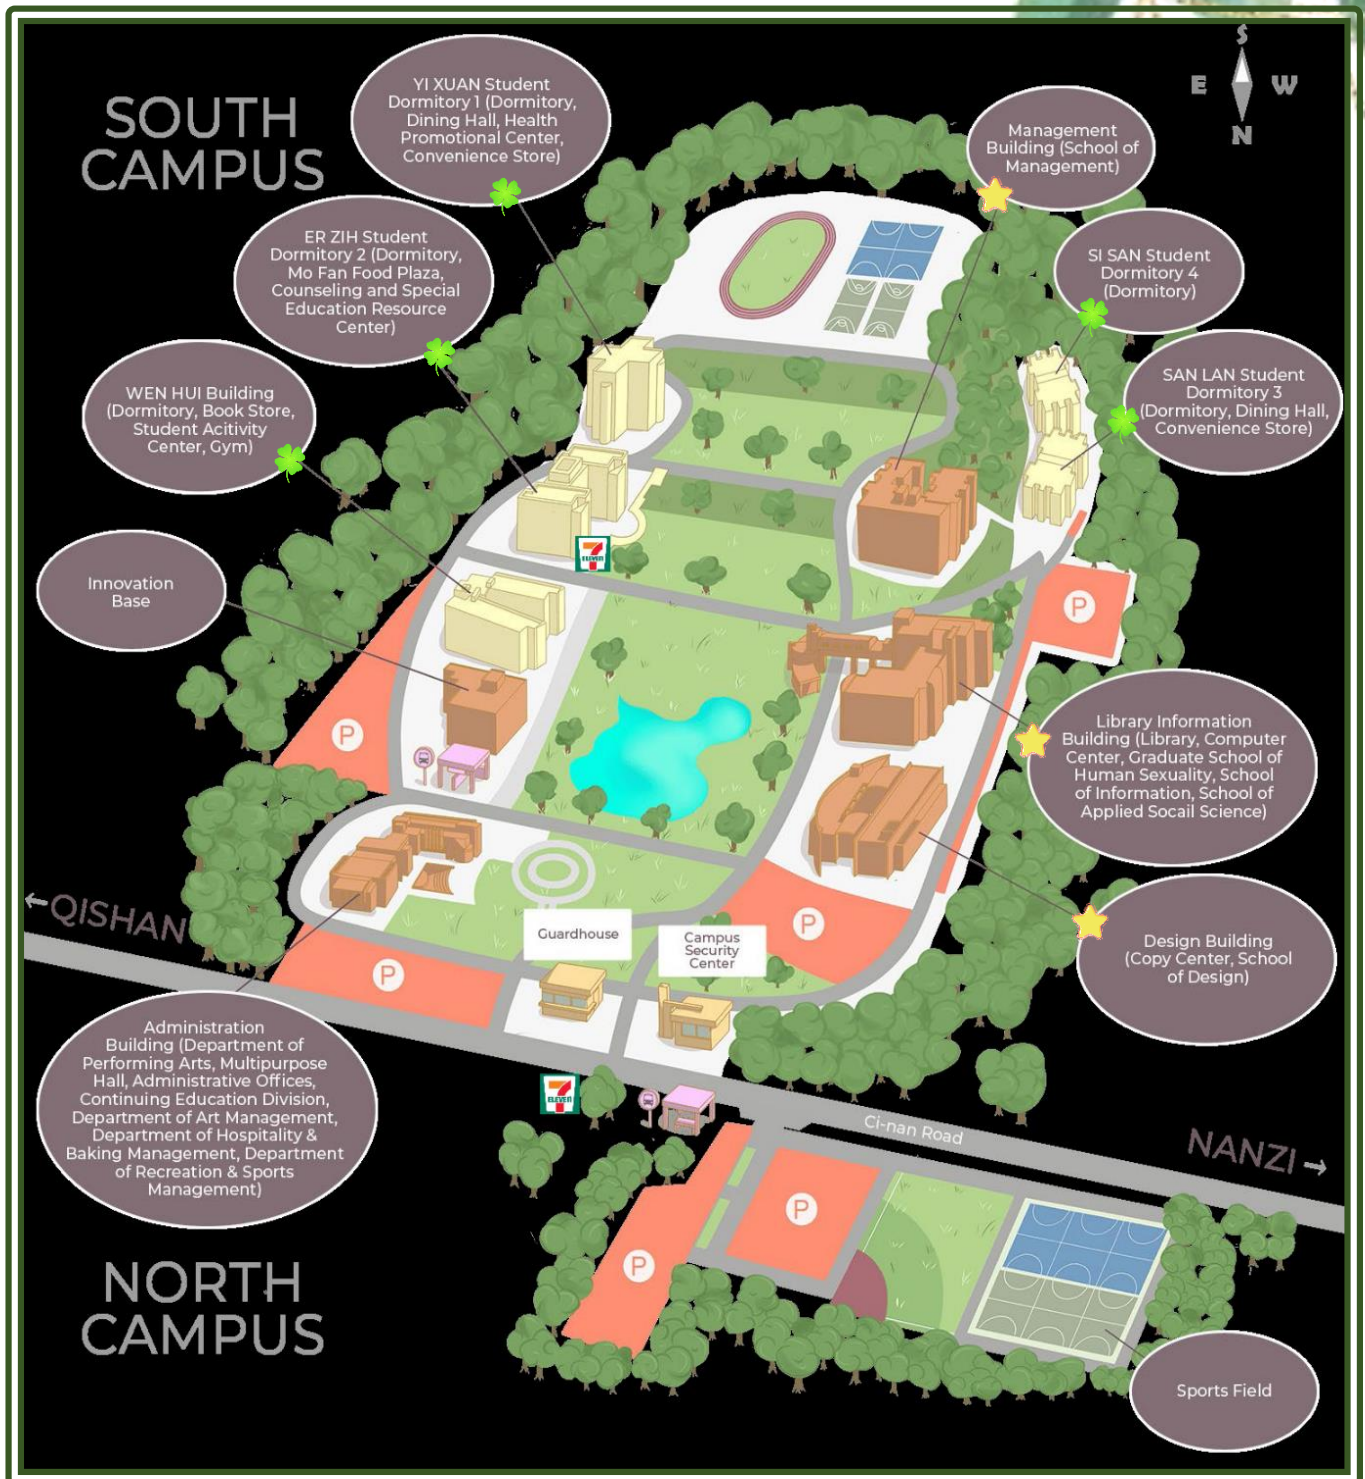 S
E W
N
SOUTH
CAMPUS
YI XUAN Student
Dormitory 1 (Dormitory,
Dining Hall, Health
Promotional Center,
Convenience Store)
Management
Building (School of
Management)
ER ZIH Student
Dormitory 2 (Dormitory,
Mo Fan Food Plaza,
Counseling and Special
Education Resource
Center)
SI SAN Student
Dormitory 4
(Dormitory)
WEN HUI Building
(Dormitory, Book Store,
Student Acitivity
Center, Gym)
SAN LAN Student
Dormitory 3
(Dormitory, Dining Hall,
Convenience Store)
7
ELEVEn
Innovation
Base
P
P
Library Information
Building (Library, Computer
Center, Graduate School of
Human Sexuality, School
of Information, School of
Applied Socail Science)
←QISHAN
Guardhouse
Campus
Security
Center
P
P
Design Building
(Copy Center, School
of Design)
Administration
Building (Department of
Performing Arts, Multipurpose
Hall, Administrative Offices,
Continuing Education Division,
Department of Art Management,
Department of Hospitality &
Baking Management, Department
of Recreation & Sports
Management)
7
ELEVEn
Ci-nan Road
NANZI→
P
P
NORTH
CAMPUS
Sports Field